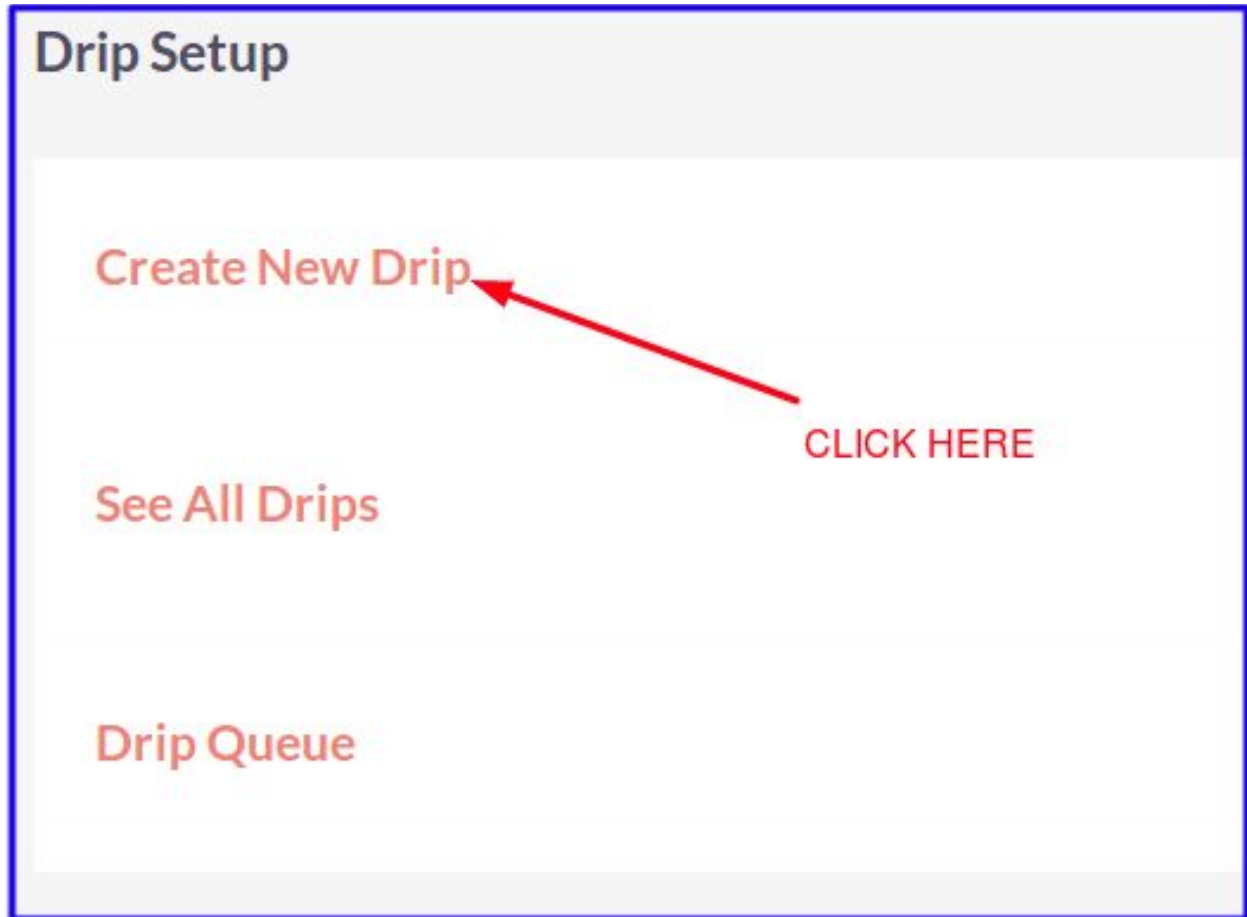 Drip Setup
Create New Drip
CLICK HERE
See All Drips
Drip Queue